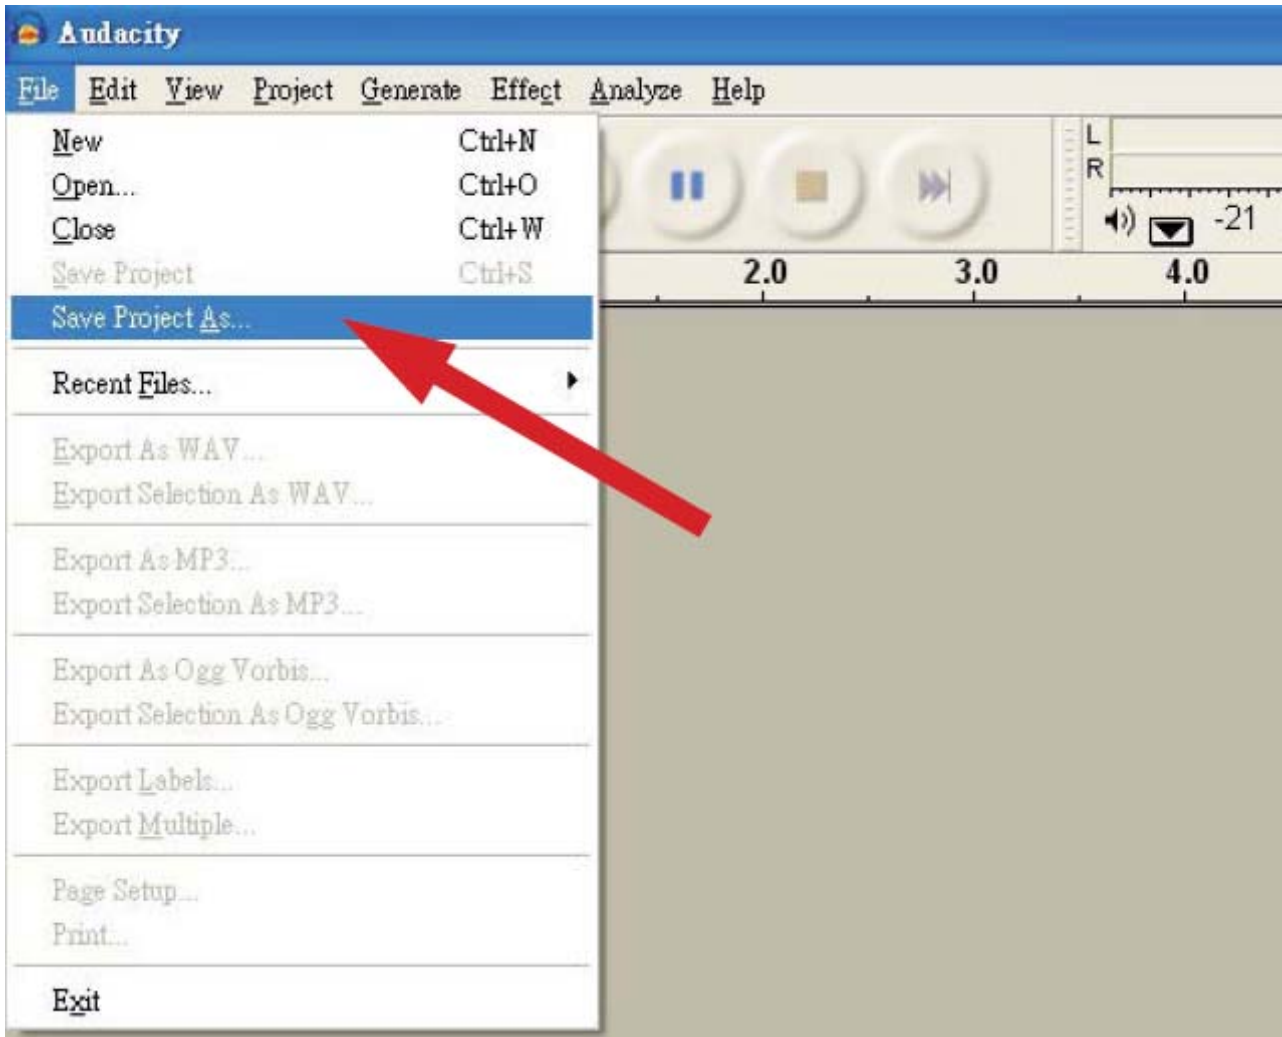 Audacity
File Edit View Project Generate Effect Analyze Help
New Ctrl+N
Open... Ctrl+O
Close Ctrl+W
Save Project Ctrl+S
Save Project As...
Recent Files...
Export As WAV...
Export Selection As WAV...
Export As MP3...
Export Selection As MP3...
Export As Ogg Vorbis...
Export Selection As Ogg Vorbis...
Export Labels...
Export Multiple...
Page Setup...
Print...
Exit
L
R
-21
2.0 3.0 4.0